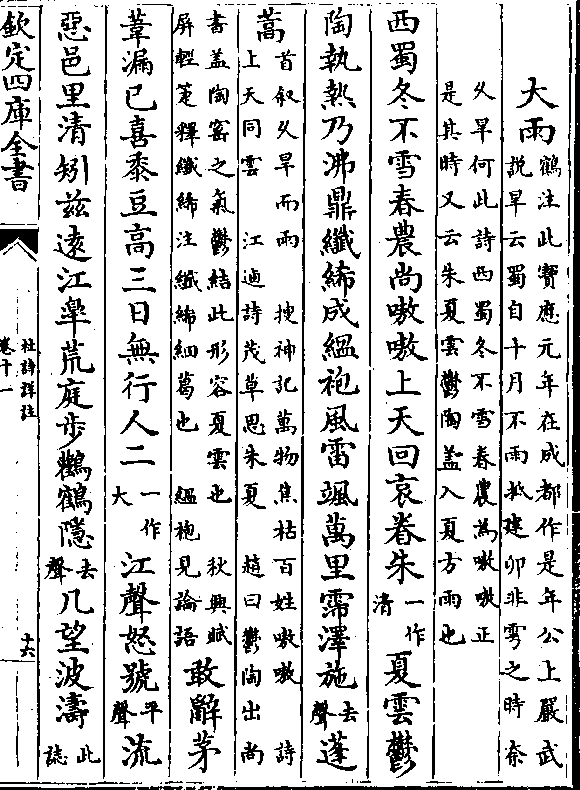 大雨鶴注此寶應元年在成都作是年公上嚴武
說旱云蜀自十月不雨抵建卯非雩之時奈
久旱何此詩西蜀冬不雪春農為嗷嗷正
是其時又云朱夏雲鬱陶蓋入夏方雨也
西蜀冬不雪春農尚嗷嗷上天回哀眷朱一作清夏雲鬱
陶執熱乃沸鼎纖絺成緼袍風雷颯萬里霈澤施去聲蓬
蒿首叙久旱而雨 搜神記萬物焦枯百姓嗷嗷 詩
上天同雲 江逌詩茂草思朱夏 趙曰鬱陶出尚
書蓋陶窰之氣鬱結此形容夏雲也 秋興賦
屏輕箑釋纖絺注纖絺細葛也 緼袍見論語敢辭茅
葦漏已喜黍豆高三日無行人二一作大江聲怒號平聲流
惡邑里清矧茲遠江臯荒庭步鸛鶴隱去聲几望波濤此誌
欽定四庫全書
杜詩詳註
卷十一
十六